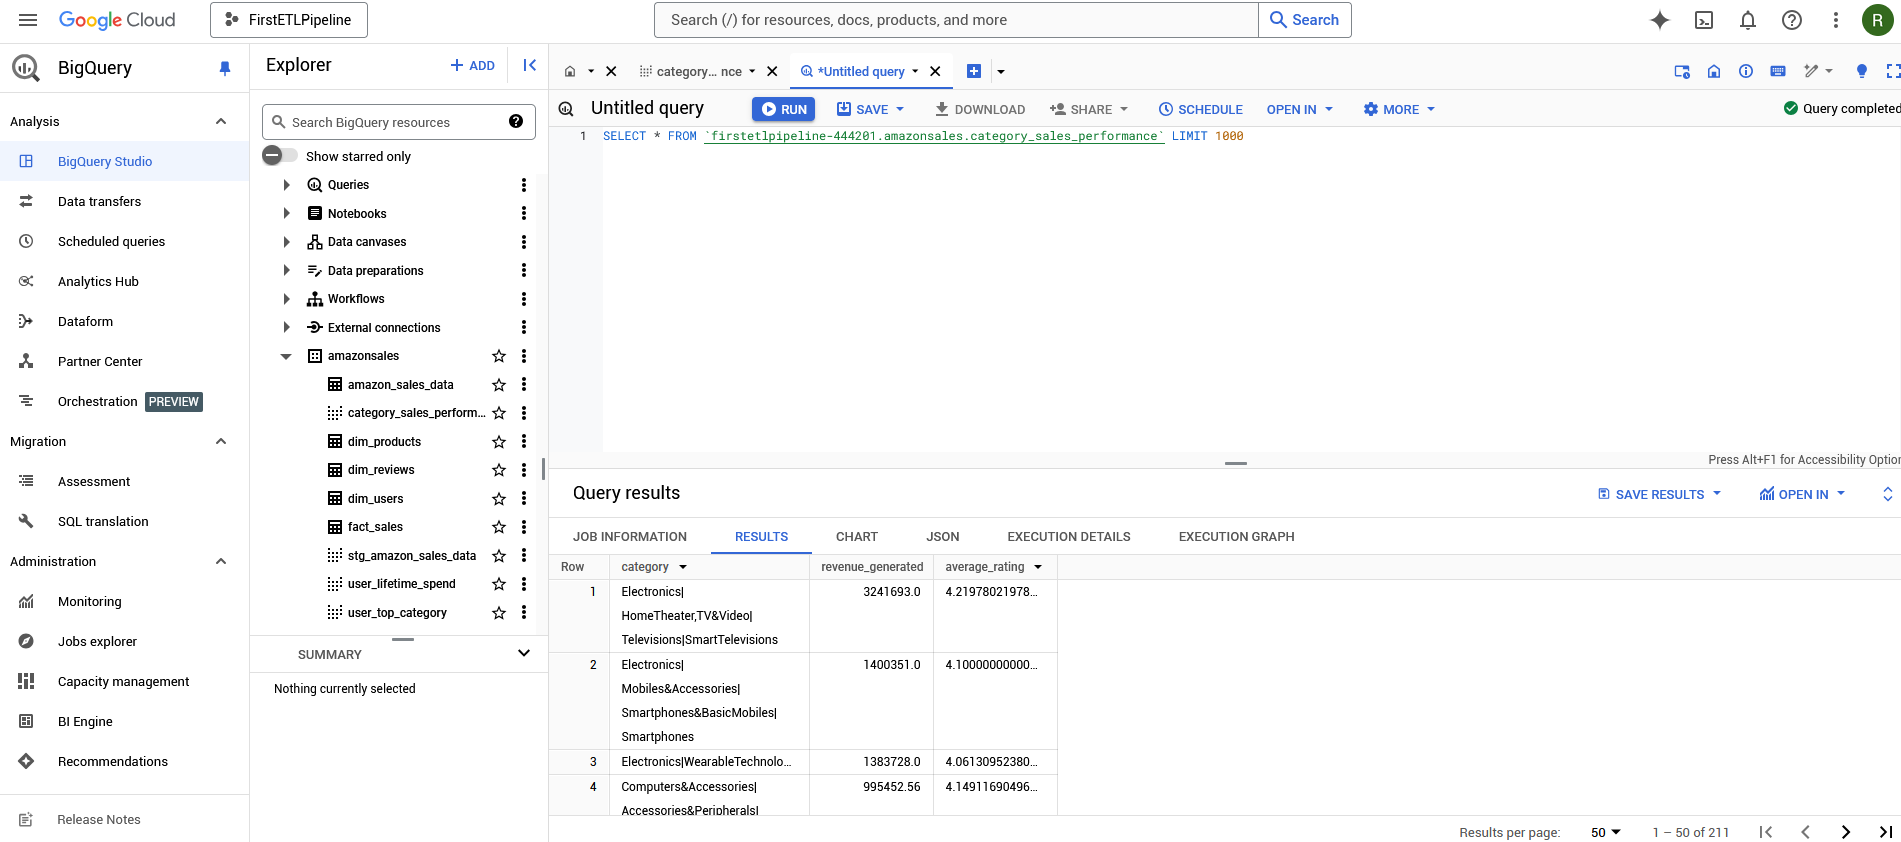 Google Cloud
FirstETLPipeline
Search (/) for resources, docs, products, and more
Search
R
BigQuery
Analysis
BigQuery Studio
Data transfers
Scheduled queries
Analytics Hub
Dataform
Partner Center
Orchestration PREVIEW
Migration
Assessment
SQL translation
Administration
Monitoring
Jobs explorer
Capacity management
BI Engine
Recommendations
Release Notes
Explorer
ADD
Search BigQuery resources
Show starred only
Queries
Notebooks
Data canvases
Data preparations
Workflows
External connections
amazonsales
amazon_sales_data
category_sales_perform...
dim_products
dim_reviews
dim_users
fact_sales
stg_amazon_sales_data
user_lifetime_spend
user_top_category
SUMMARY
Nothing currently selected
category... nce
*Untitled query
Untitled query
RUN
SAVE
DOWNLOAD
SHARE
SCHEDULE
OPEN IN
MORE
Query completed
1 SELECT * FROM `firstetlpipeline-444201.amazonsales.category_sales_performance` LIMIT 1000
Press Alt+F1 for Accessibility Option
Query results
SAVE RESULTS
OPEN IN
JOB INFORMATION
RESULTS
CHART
JSON
EXECUTION DETAILS
EXECUTION GRAPH
Row category revenue_generated average_rating
1 Electronics| 3241693.0 4.21978021978...
HomeTheater,TV&Video|
Televisions|SmartTelevisions
2 Electronics| 1400351.0 4.10000000000...
Mobiles&Accessories|
Smartphones&BasicMobiles|
Smartphones
3 Electronics|WearableTechnolo... 1383728.0 4.06130952380...
4 Computers&Accessories| 995452.56 4.14911690496...
Accessories&Peripherals|
Results per page: 50 1 – 50 of 211